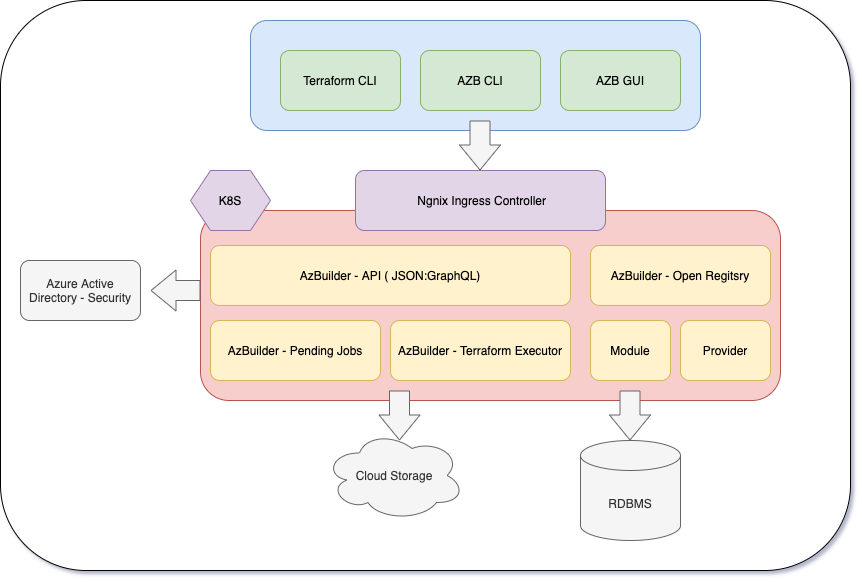 Terraform CLI
AZB CLI
AZB GUI
K8S
Ngnix Ingress Controller
AzBuilder - API ( JSON:GraphQL)
AzBuilder - Open Regitsry
Azure Active
Directory - Security
AzBuilder - Pending Jobs
AzBuilder - Terraform Executor
Module
Provider
Cloud Storage
RDBMS